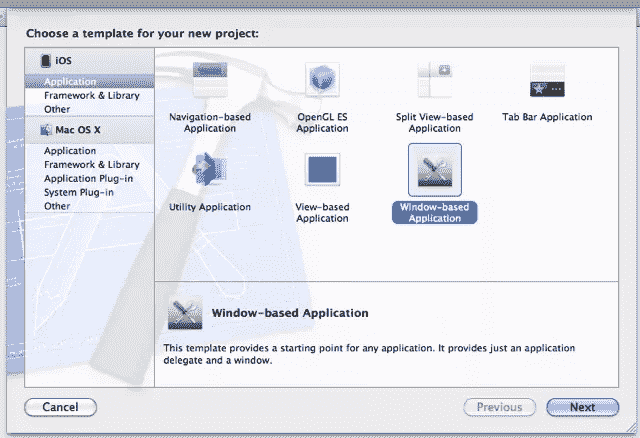 Choose a template for your new project:
iOS
Application
Framework & Library
Other
Mac OS X
Application
Framework & Library
Application Plug-in
System Plug-in
Other
Navigation-based
Application
OpenGL ES
Application
Split View-based
Application
Tab Bar Application
Utility Application
View-based
Application
Window-based
Application
Window-based Application
This template provides a starting point for any application. It provides just an application
delegate and a window.
Cancel
Previous
Next